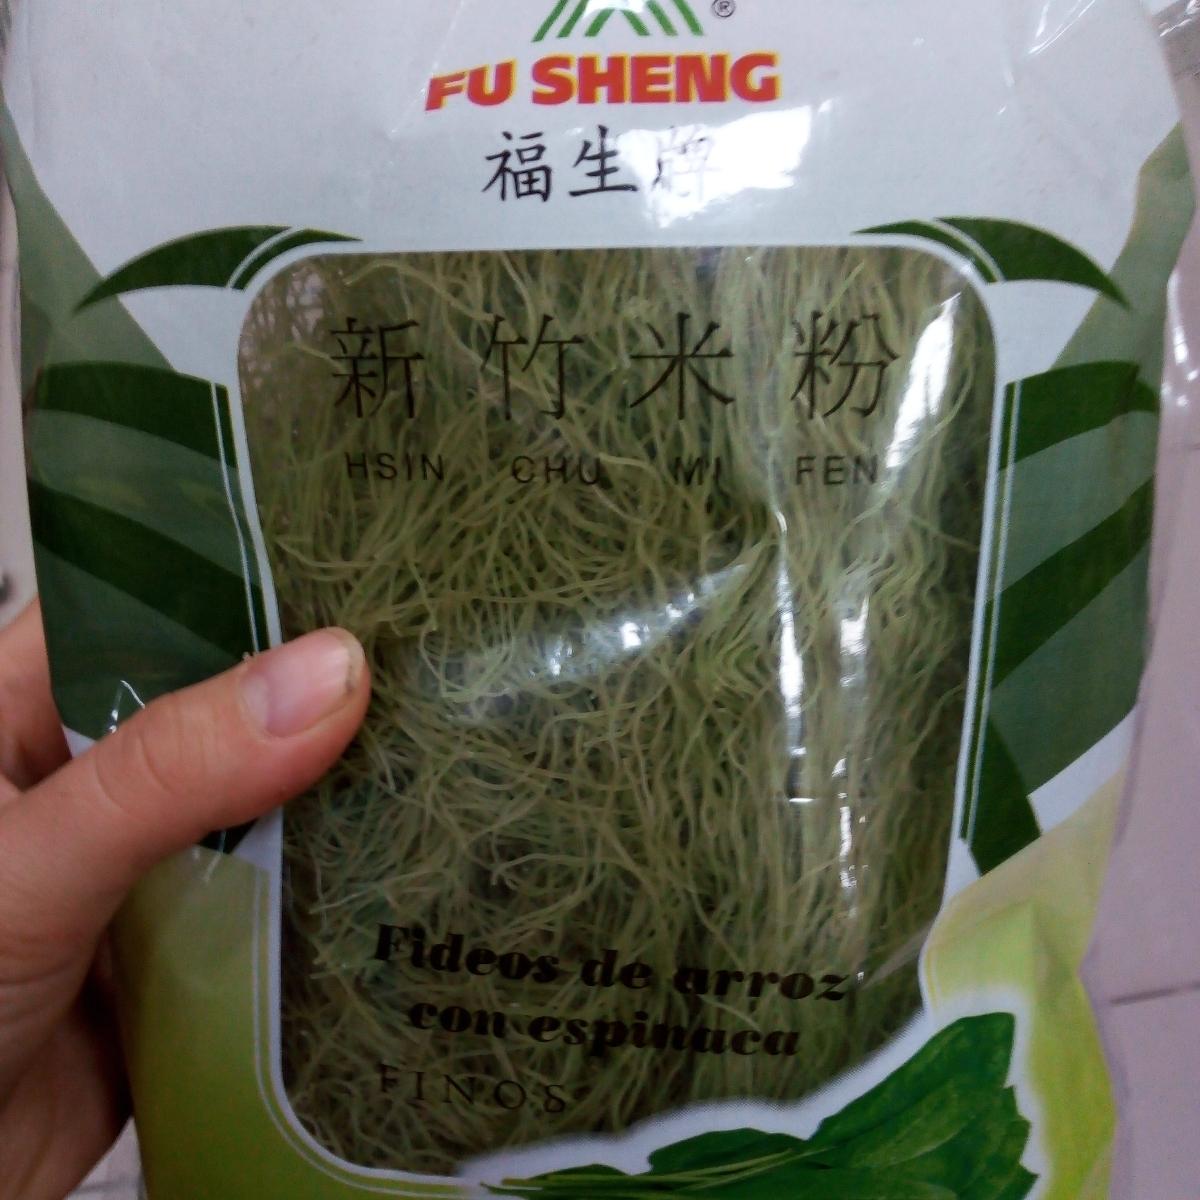 ®
FU SHENG
福生牌
新竹米粉
HSIN CHU MI FEN
Fideos de arroz
con espinaca
FINOS